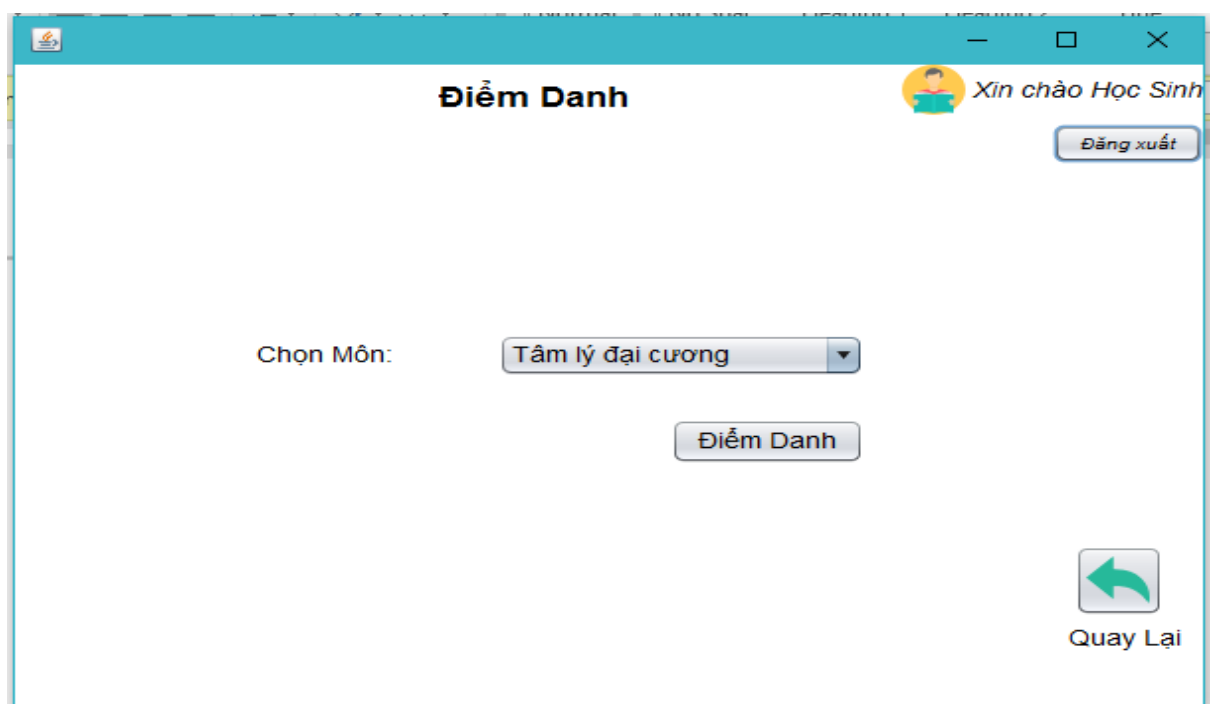 Điểm Danh
Xin chào Học Sinh
Đăng xuất
Chọn Môn:
Tâm lý đại cương
Điểm Danh
Quay Lại